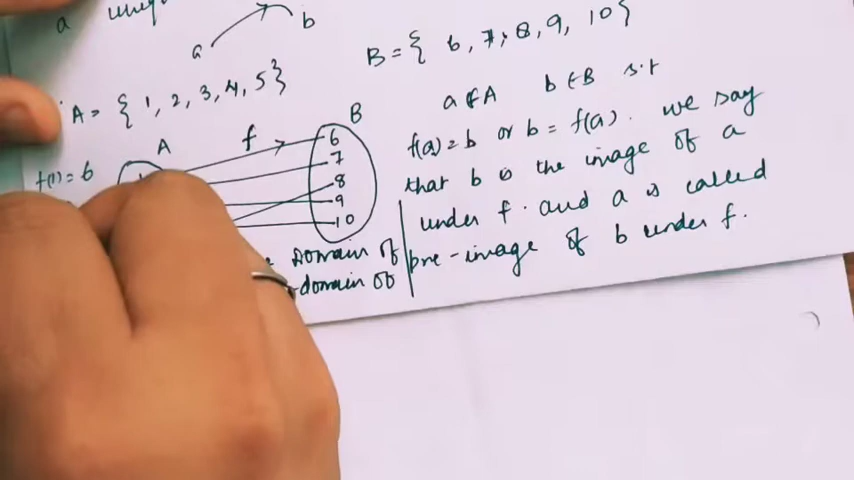 a uniq
a b
B = { 6, 7, 8, 9, 10 }
A = { 1, 2, 3, 4, 5 }
a ∈ A b ∈ B s.t
A f B
f(a) = b or b = f(a). we say
f(1) = 6
6
7
8
9
10
that b is the image of a
under f. and a is called
pre-image of b under f.
Domain of
-domain of